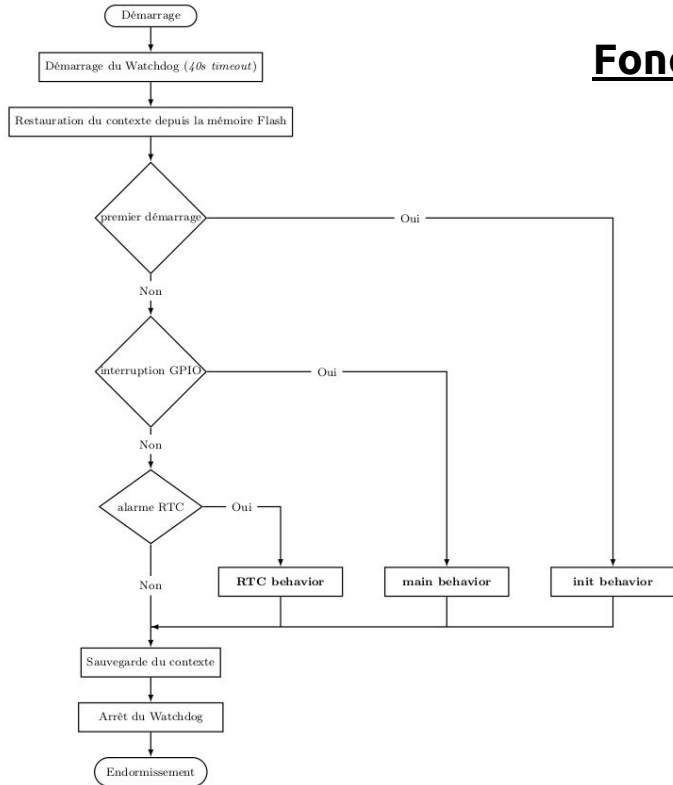 Démarrage
Fonc
Démarrage du Watchdog (40s timeout)
Restauration du contexte depuis la mémoire Flash
premier démarrage
Oui
Non
interruption GPIO
Oui
Non
alarme RTC
Oui
Non
RTC behavior
main behavior
init behavior
Sauvegarde du contexte
Arrêt du Watchdog
Endormissement